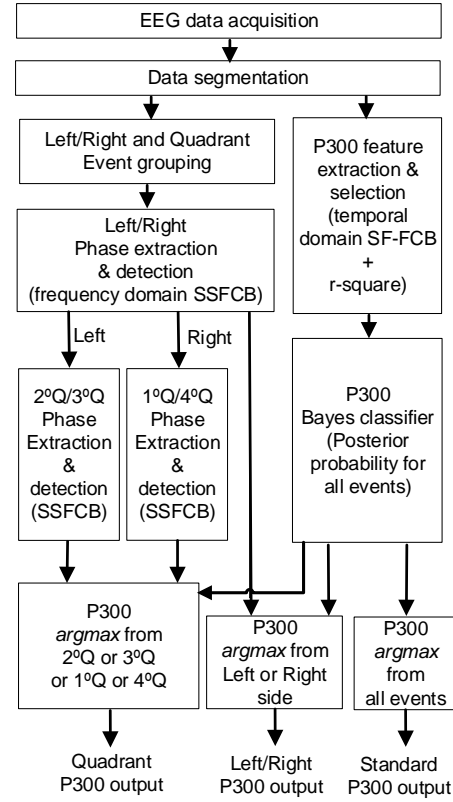 EEG data acquisition
Data segmentation
Left/Right and Quadrant
Event grouping
P300 feature
extraction &
selection
(temporal
domain SF-FCB
+
r-square)
Left/Right
Phase extraction
& detection
(frequency domain SSFCB)
Left
Right
2ºQ/3ºQ
Phase
Extraction
&
detection
(SSFCB)
1ºQ/4ºQ
Phase
Extraction
&
detection
(SSFCB)
P300
Bayes classifier
(Posterior
probability for
all events)
P300
argmax from
2ºQ or 3ºQ
or 1ºQ or 4ºQ
P300
argmax from
Left or Right
side
P300
argmax
from
all events
Quadrant
P300 output
Left/Right
P300 output
Standard
P300 output